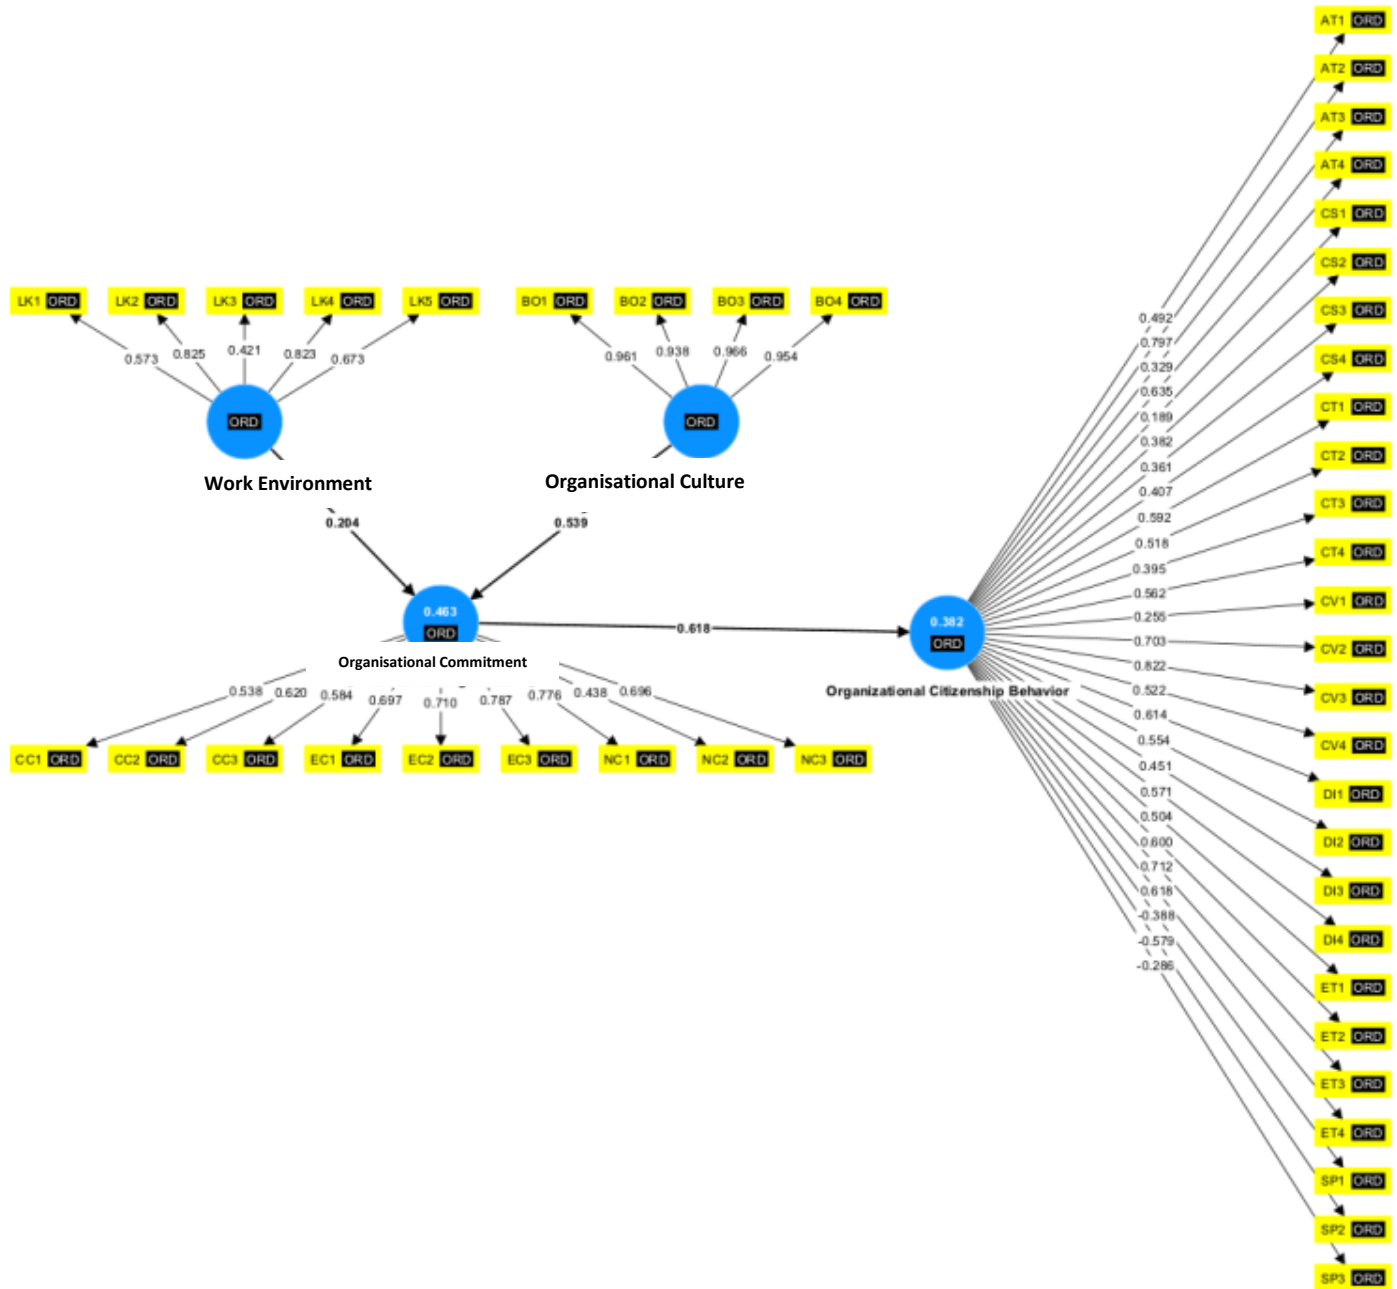 AT1 ORD
AT2 ORD
AT3 ORD
AT4 ORD
CS1 ORD
CS2 ORD
CS3 ORD
CS4 ORD
CT1 ORD
CT2 ORD
CT3 ORD
CT4 ORD
CV1 ORD
CV2 ORD
CV3 ORD
CV4 ORD
DI1 ORD
DI2 ORD
DI3 ORD
DI4 ORD
ET1 ORD
ET2 ORD
ET3 ORD
ET4 ORD
SP1 ORD
SP2 ORD
SP3 ORD
0.492
0.797
0.329
0.635
0.189
0.382
0.361
0.407
0.592
0.518
0.395
0.562
0.255
0.703
0.822
0.522
0.614
0.554
0.451
0.571
0.504
0.600
0.712
0.618
-0.388
-0.579
-0.286
LK1 ORD LK2 ORD LK3 ORD LK4 ORD LK5 ORD
0.573 0.825 0.421 0.823 0.673
ORD
Work Environment
0.204
BO1 ORD BO2 ORD BO3 ORD BO4 ORD
0.961 0.938 0.966 0.954
ORD
Organisational Culture
0.539
0.463
ORD
Organisational Commitment
0.618
0.382
ORD
Organizational Citizenship Behavior
0.538 0.620 0.584 0.697 0.710 0.787 0.776 0.438 0.696
CC1 ORD CC2 ORD CC3 ORD EC1 ORD EC2 ORD EC3 ORD NC1 ORD NC2 ORD NC3 ORD